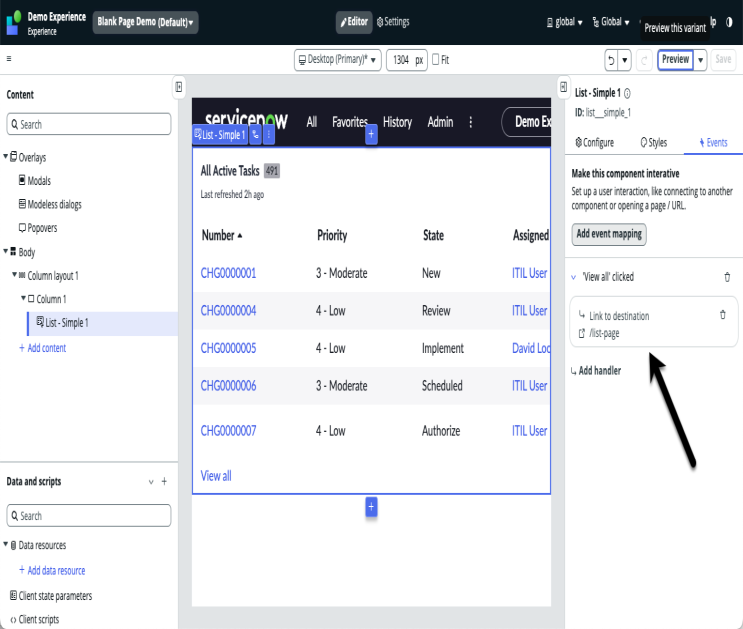 Demo Experience
Experience
Blank Page Demo (Default)
Editor
Settings
global
Global
Preview this variant
Desktop (Primary)*
1304 px
Fit
Preview
Save
Content
Search
Overlays
Modals
Modeless dialogs
Popovers
Body
Column layout 1
Column 1
List - Simple 1
+ Add content
Data and scripts
Search
Data resources
+ Add data resource
Client state parameters
Client scripts
servicenow
All
Favorites
History
Admin
Demo Ex
List - Simple 1
All Active Tasks 491
Last refreshed 2h ago
Number Priority State Assigned
CHG0000001 3 - Moderate New ITIL User
CHG0000004 4 - Low Review ITIL User
CHG0000005 4 - Low Implement David Loo
CHG0000006 3 - Moderate Scheduled ITIL User
CHG0000007 4 - Low Authorize ITIL User
View all
List - Simple 1
ID: list__simple_1
Configure
Styles
Events
Make this component interative
Set up a user interaction, like connecting to another
component or opening a page / URL.
Add event mapping
'View all' clicked
Link to destination
/list-page
Add handler